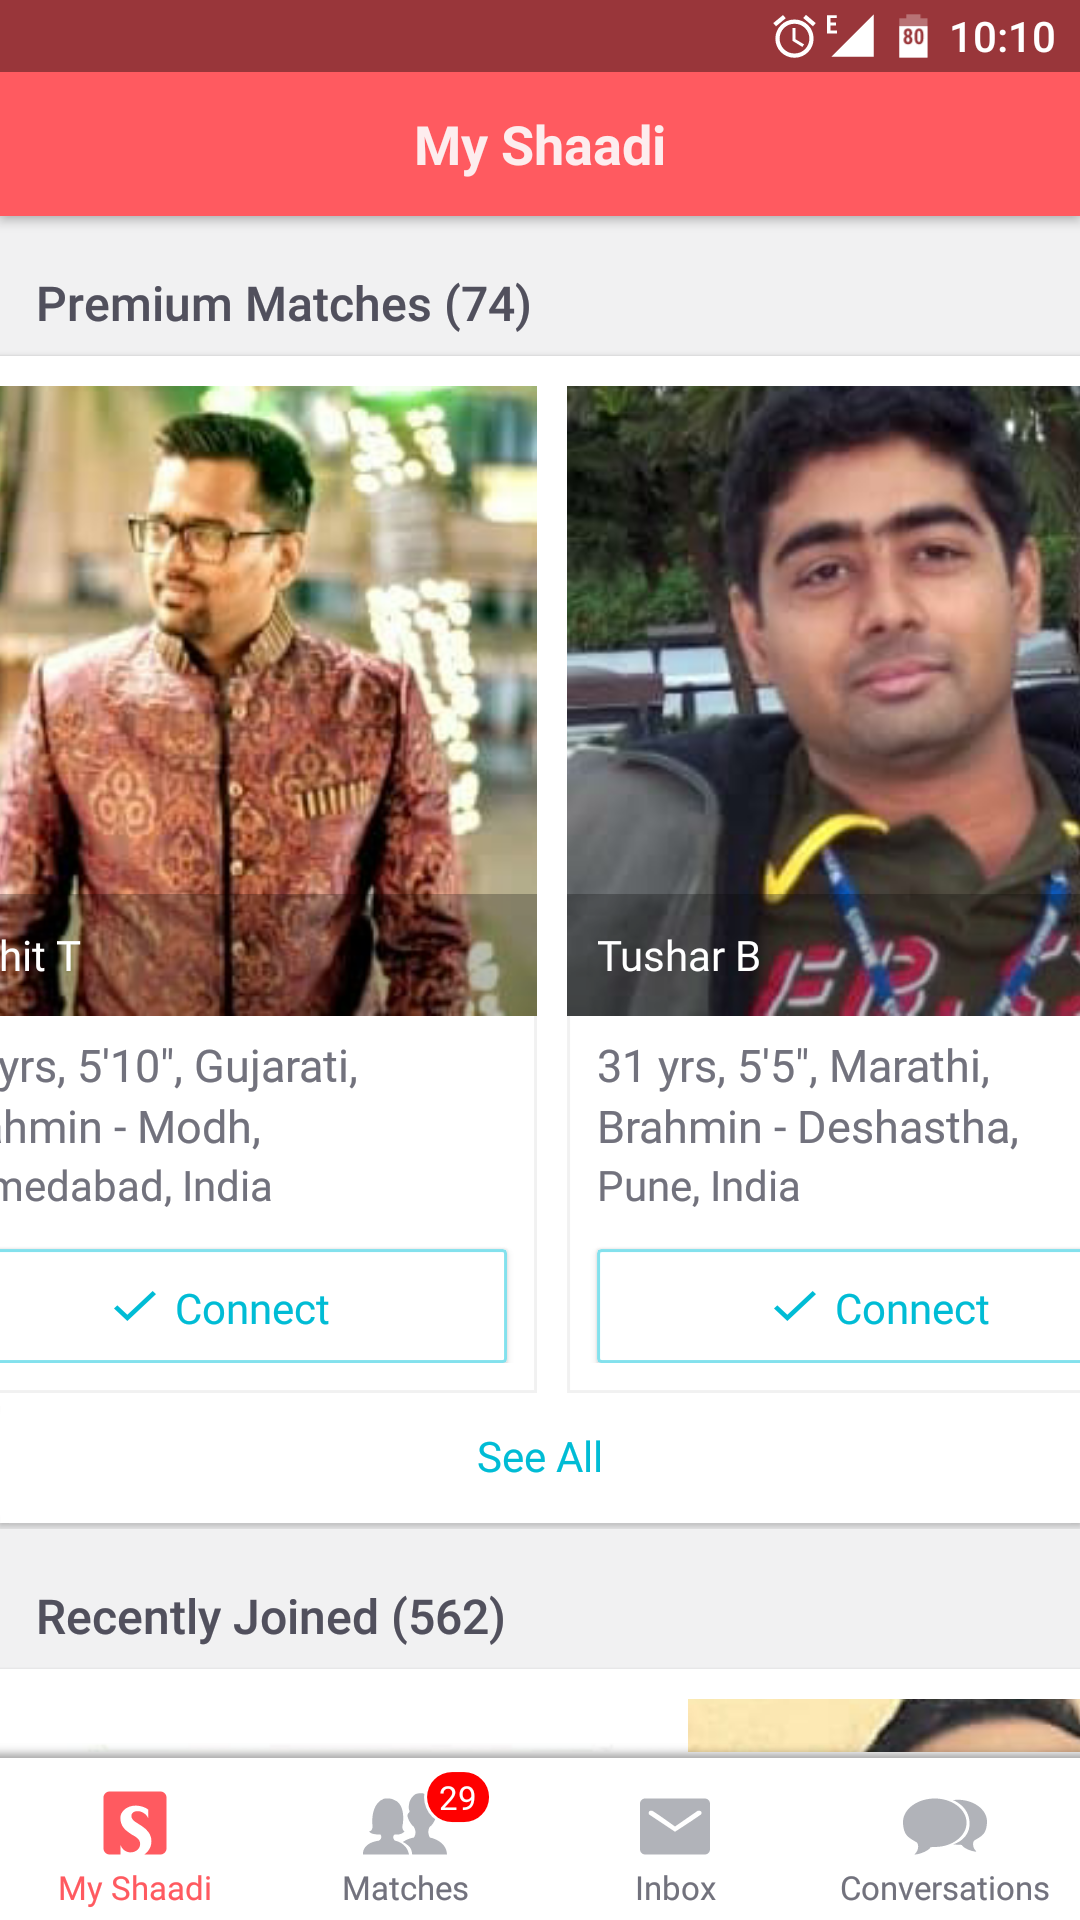 E 80 10:10
My Shaadi
Premium Matches (74)
hit T
Tushar B
yrs, 5'10", Gujarati,
hmin - Modh,
medabad, India
31 yrs, 5'5", Marathi,
Brahmin - Deshastha,
Pune, India
Connect
Connect
See All
Recently Joined (562)
29
My Shaadi
Matches
Inbox
Conversations